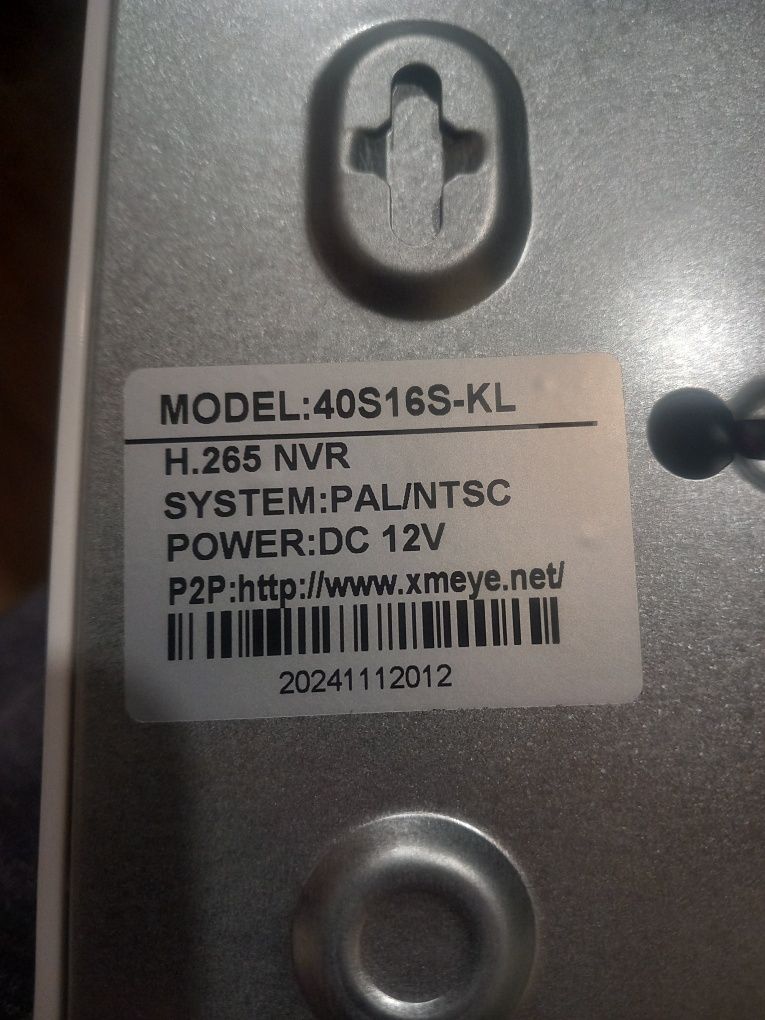 MODEL:40S16S-KL
H.265 NVR
SYSTEM:PAL/NTSC
POWER:DC 12V
P2P:http://www.xmeye.net/
20241112012